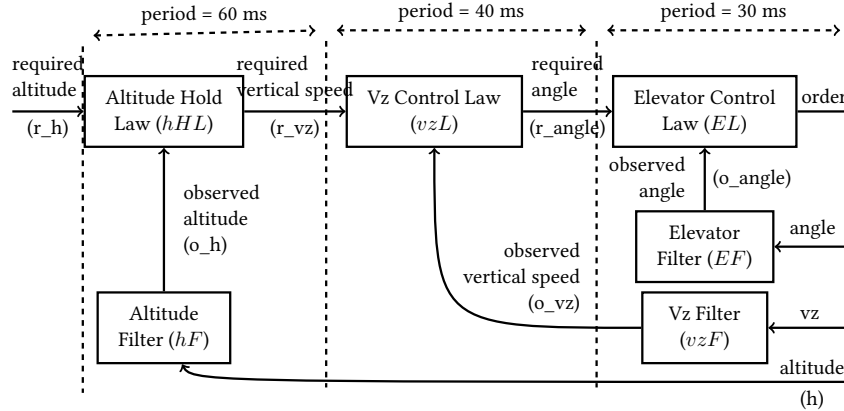 period = 60 ms
period = 40 ms
period = 30 ms
required
altitude
(r_h)
Altitude Hold
Law (hHL)
required
vertical speed
(r_vz)
Vz Control Law
(vzL)
required
angle
(r_angle)
Elevator Control
Law (EL)
order
observed
altitude
(o_h)
observed
angle
(o_angle)
Elevator
Filter (EF)
angle
observed
vertical speed
(o_vz)
Altitude
Filter (hF)
Vz Filter
(vzF)
vz
altitude
(h)